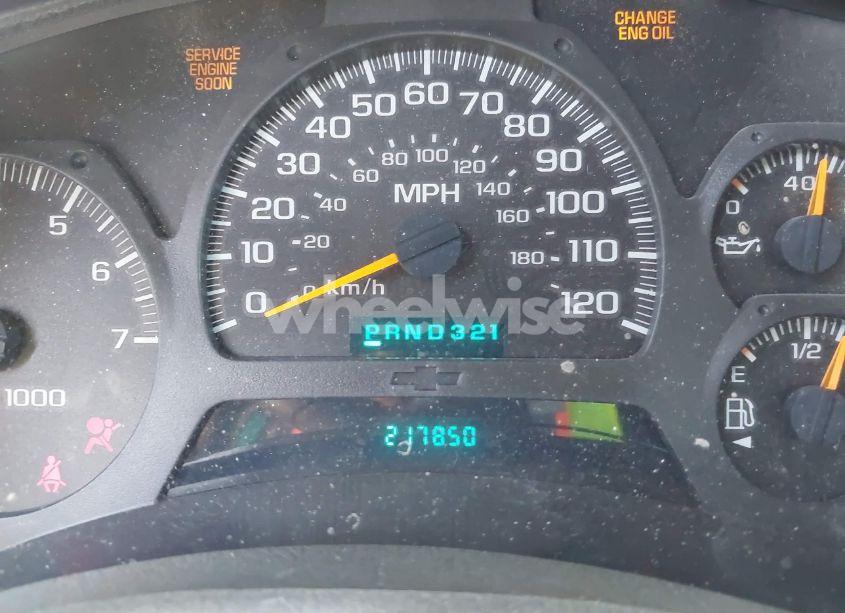 CHANGE
ENG OIL
SERVICE
ENGINE
SOON
0 10 20 30 40 50 60 70 80 90 100 110 120
0 20 40 60 80 100 120 140 160 180
MPH
km/h
wheelwise
PRND321
217850
5
6
7
1000
0 40
E 1/2